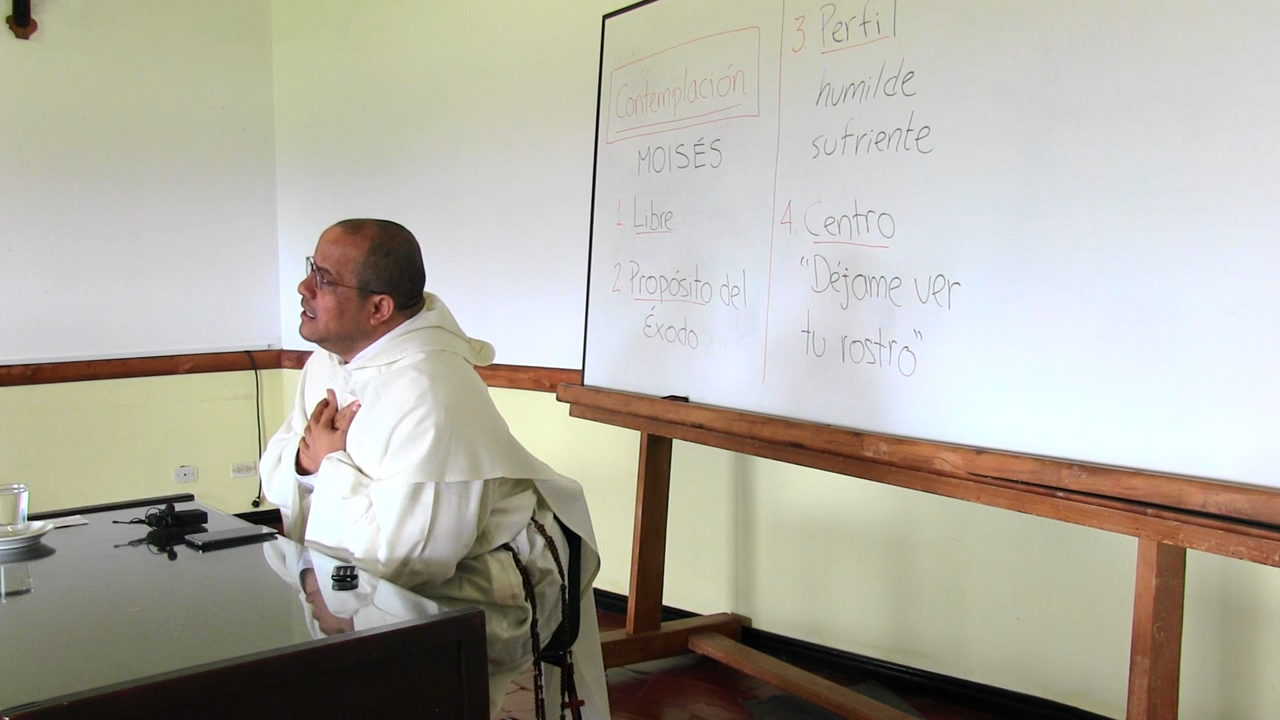 Contemplación
MOISÉS
1. Libre
2. Propósito del
Éxodo
3. Perfil
humilde
sufriente
4. Centro
"Déjame ver
tu rostro"